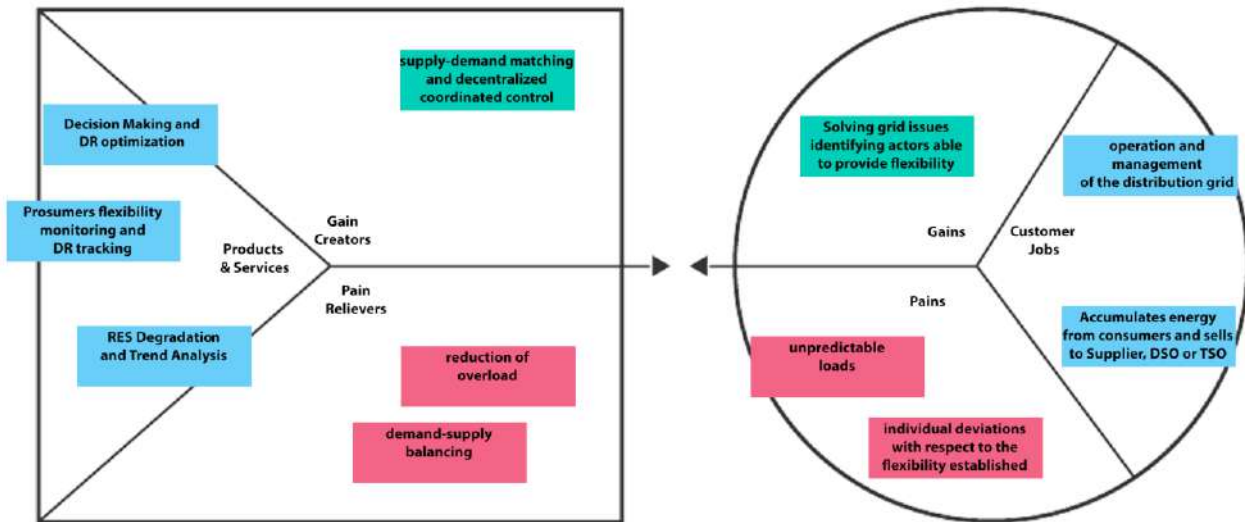 supply-demand matching
and decentralized
coordinated control
Decision Making and
DR optimization
Prosumers flexibility
monitoring and
DR tracking
Products
& Services
Gain
Creators
Pain
Relievers
RES Degradation
and Trend Analysis
reduction of
overload
demand-supply
balancing
Solving grid issues
identifying actors able
to provide flexibility
operation and
management
of the distribution grid
Gains
Customer
Jobs
Pains
Accumulates energy
from consumers and sells
to Supplier, DSO or TSO
unpredictable
loads
individual deviations
with respect to the
flexibility established